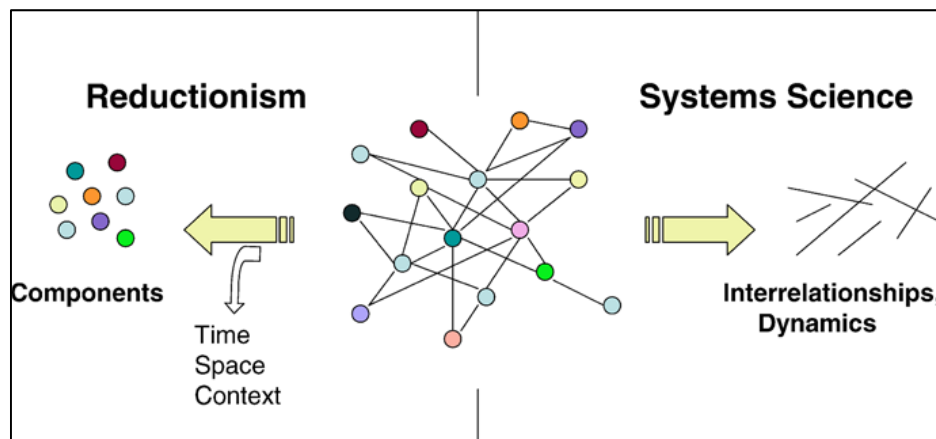 Reductionism
Systems Science
Components
Time
Space
Context
Interrelationships,
Dynamics